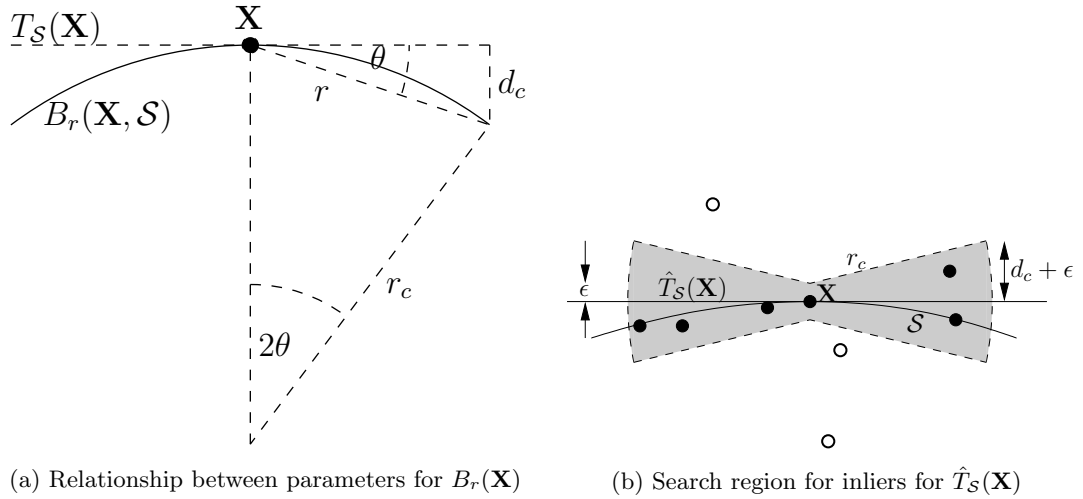 T_𝒮(𝐗)
𝐗
θ
r
d_c
B_r(𝐗, 𝒮)
r_c
2θ
(a) Relationship between parameters for B_r(𝐗)
r_c
ϵ
T̂_𝒮(𝐗)
X
d_c + ϵ
𝒮
(b) Search region for inliers for T̂_𝒮(𝐗)